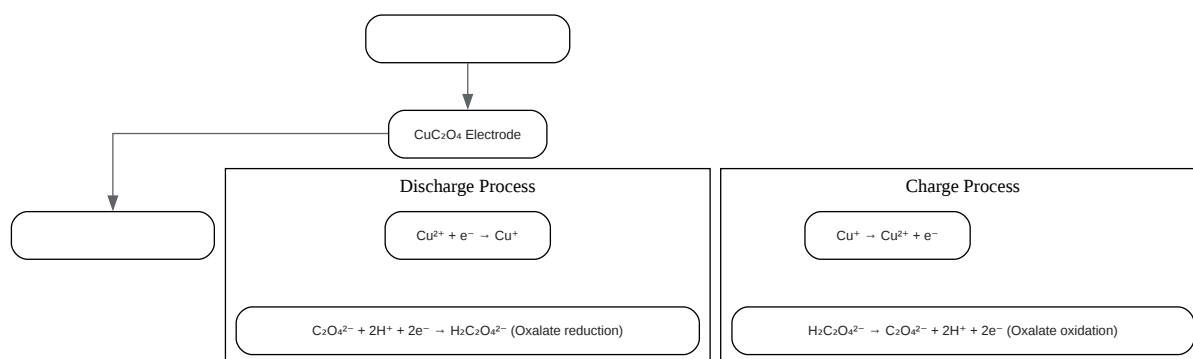 CuC₂O₄ Electrode
Discharge Process
Charge Process
Cu²⁺ + e⁻ → Cu⁺
Cu⁺ → Cu²⁺ + e⁻
C₂O₄²⁻ + 2H⁺ + 2e⁻ → H₂C₂O₄²⁻ (Oxalate reduction)
H₂C₂O₄²⁻ → C₂O₄²⁻ + 2H⁺ + 2e⁻ (Oxalate oxidation)